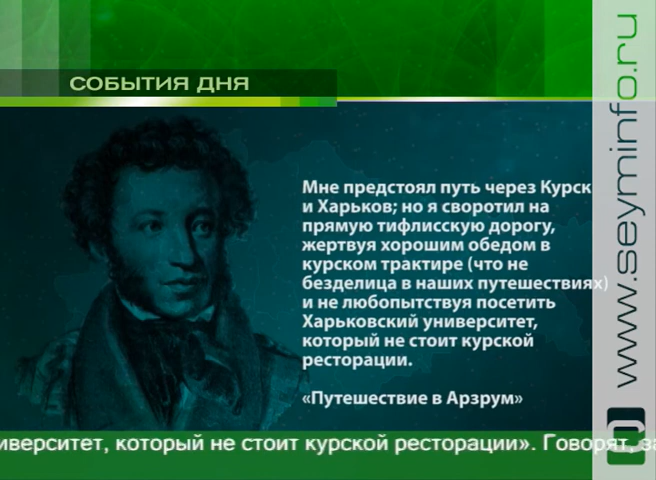 СОБЫТИЯ ДНЯ
www.seyminfo.ru
Мне предстоял путь через Курск
и Харьков; но я своротил на
прямую тифлисскую дорогу,
жертвуя хорошим обедом в
курском трактире (что не
безделица в наших путешествиях)
и не любопытствуя посетить
Харьковский университет,
который не стоит курской
ресторации.
«Путешествие в Арзрум»
иверситет, который не стоит курской ресторации». Говорят, за